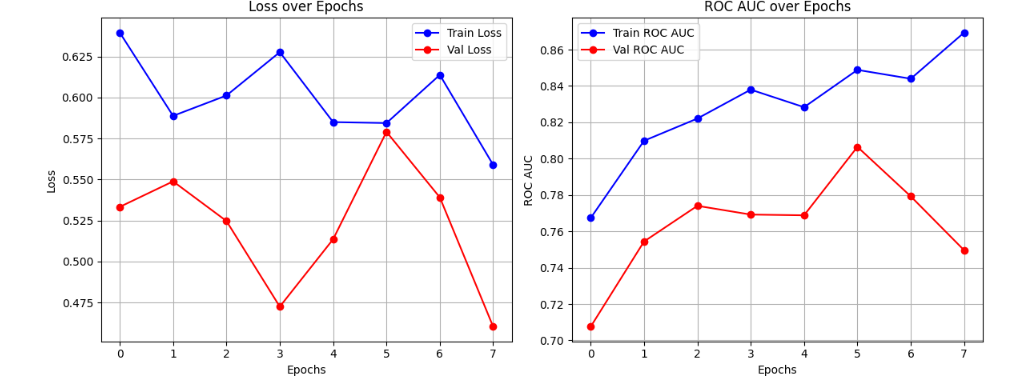 Loss over Epochs
Train Loss
Val Loss
0.625
0.600
0.575
0.550
0.525
0.500
0.475
Loss
0 1 2 3 4 5 6 7
Epochs
ROC AUC over Epochs
Train ROC AUC
Val ROC AUC
0.86
0.84
0.82
0.80
0.78
0.76
0.74
0.72
0.70
ROC AUC
0 1 2 3 4 5 6 7
Epochs